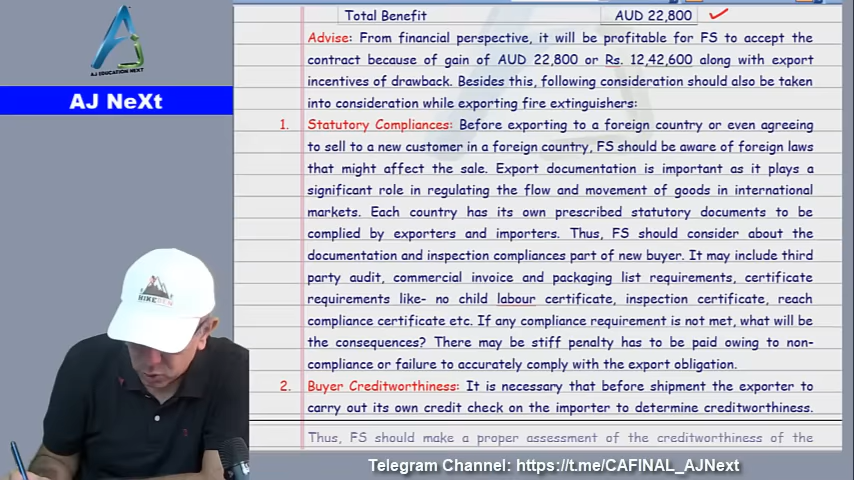 Total Benefit AUD 22,800
Advise: From financial perspective, it will be profitable for FS to accept the
contract because of gain of AUD 22,800 or Rs. 12,42,600 along with export
incentives of drawback. Besides this, following consideration should also be taken
into consideration while exporting fire extinguishers:
1. Statutory Compliances: Before exporting to a foreign country or even agreeing
to sell to a new customer in a foreign country, FS should be aware of foreign laws
that might affect the sale. Export documentation is important as it plays a
significant role in regulating the flow and movement of goods in international
markets. Each country has its own prescribed statutory documents to be
complied by exporters and importers. Thus, FS should consider about the
documentation and inspection compliances part of new buyer. It may include third
party audit, commercial invoice and packaging list requirements, certificate
requirements like- no child labour certificate, inspection certificate, reach
compliance certificate etc. If any compliance requirement is not met, what will be
the consequences? There may be stiff penalty has to be paid owing to non-
compliance or failure to accurately comply with the export obligation.
2. Buyer Creditworthiness: It is necessary that before shipment the exporter to
carry out its own credit check on the importer to determine creditworthiness.
Thus, FS should make a proper assessment of the creditworthiness of the
AJ EDUCATION NEXT
AJ NeXt
Telegram Channel: https://t.me/CAFINAL_AJNext